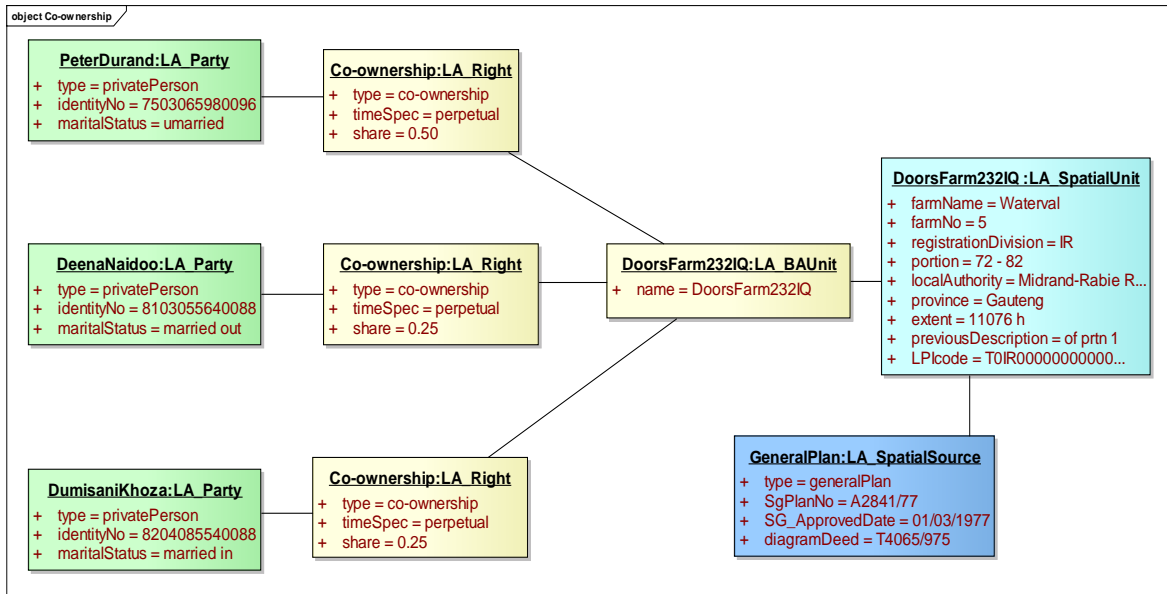 object Co-ownership
PeterDurand:LA_Party
+ type = privatePerson
+ identityNo = 7503065980096
+ maritalStatus = umarried
Co-ownership:LA_Right
+ type = co-ownership
+ timeSpec = perpetual
+ share = 0.50
DeenaNaidoo:LA_Party
+ type = privatePerson
+ identityNo = 8103055640088
+ maritalStatus = married out
Co-ownership:LA_Right
+ type = co-ownership
+ timeSpec = perpetual
+ share = 0.25
DumisaniKhoza:LA_Party
+ type = privatePerson
+ identityNo = 8204085540088
+ maritalStatus = married in
Co-ownership:LA_Right
+ type = co-ownership
+ timeSpec = perpetual
+ share = 0.25
DoorsFarm232IQ:LA_BAUnit
+ name = DoorsFarm232IQ
DoorsFarm232IQ :LA_SpatialUnit
+ farmName = Waterval
+ farmNo = 5
+ registrationDivision = IR
+ portion = 72 - 82
+ localAuthority = Midrand-Rabie R...
+ province = Gauteng
+ extent = 11076 h
+ previousDescription = of prtn 1
+ LPIcode = T0IR00000000000...
GeneralPlan:LA_SpatialSource
+ type = generalPlan
+ SgPlanNo = A2841/77
+ SG_ApprovedDate = 01/03/1977
+ diagramDeed = T4065/975